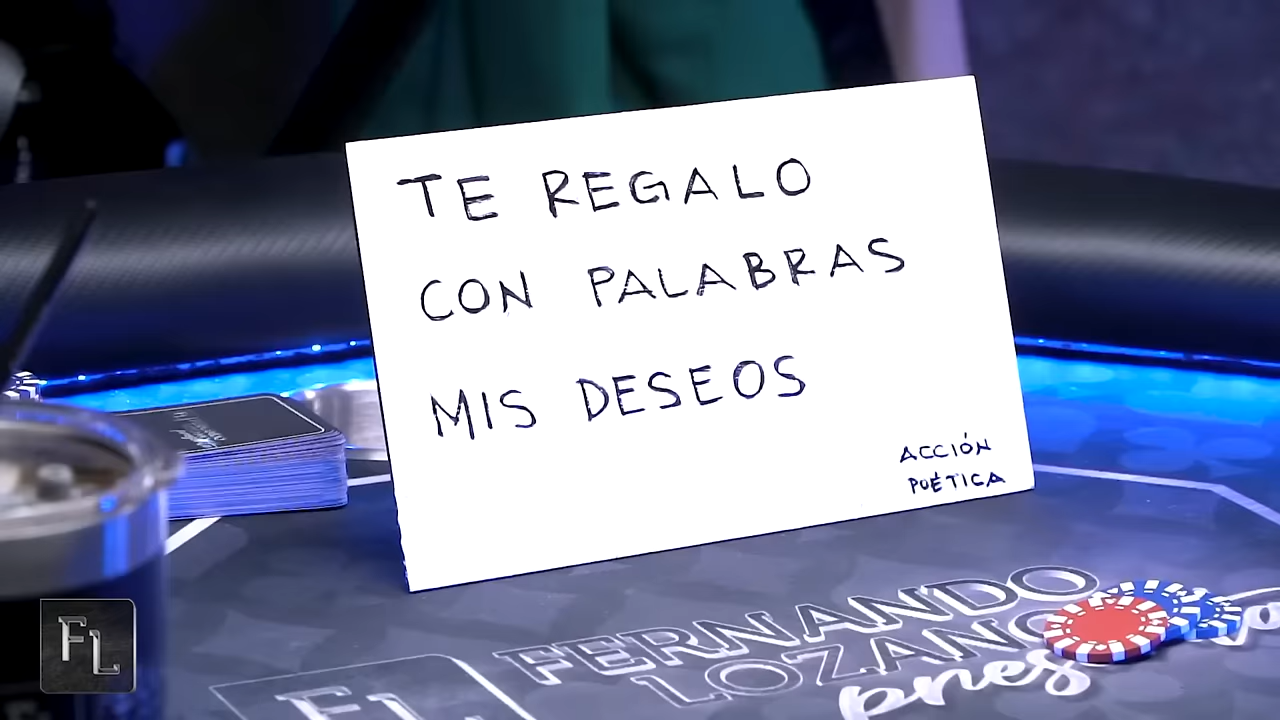 TE REGALO
CON PALABRAS
MIS DESEOS
ACCIÓN
POÉTICA
FERNANDO
LOZANO
FL
FL